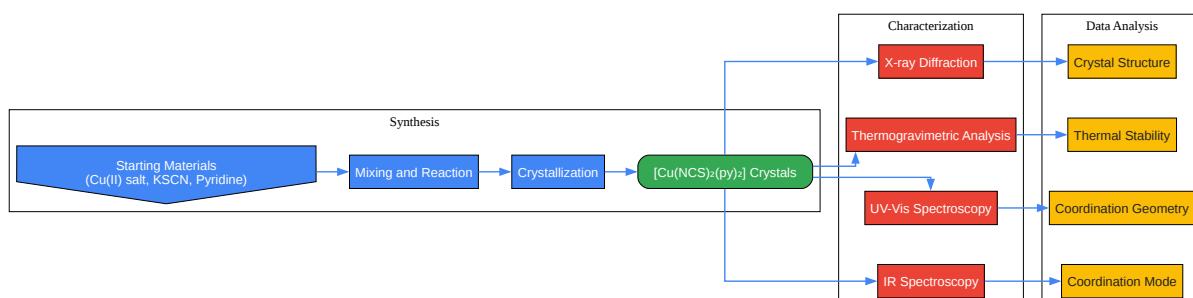 Characterization
Data Analysis
X-ray Diffraction
Crystal Structure
Synthesis
Thermogravimetric Analysis
Thermal Stability
Starting Materials
(Cu(II) salt, KSCN, Pyridine)
Mixing and Reaction
Crystallization
[Cu(NCS)₂(py)₂] Crystals
UV-Vis Spectroscopy
Coordination Geometry
IR Spectroscopy
Coordination Mode